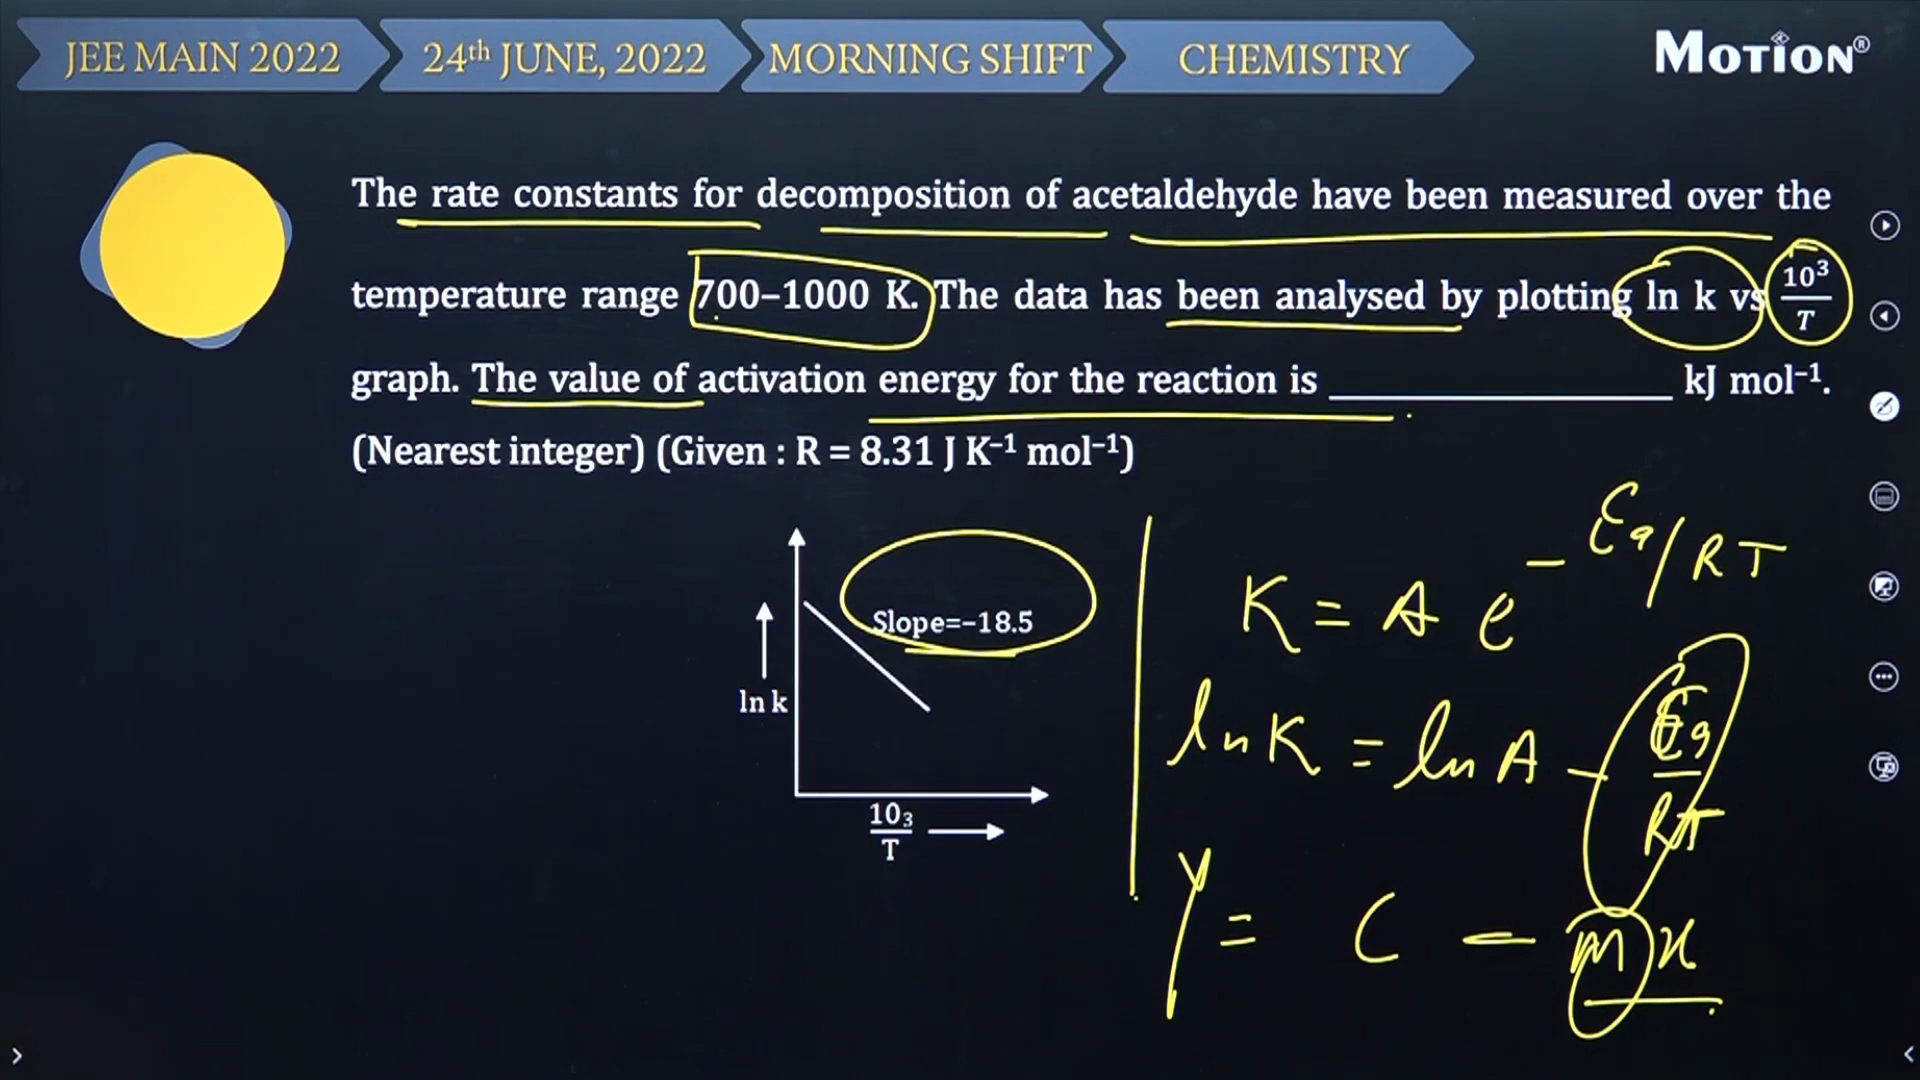 JEE MAIN 2022
24th JUNE, 2022
MORNING SHIFT
CHEMISTRY
MOTION®
The rate constants for decomposition of acetaldehyde have been measured over the
temperature range 700–1000 K. The data has been analysed by plotting ln k vs 10³/T
graph. The value of activation energy for the reaction is ____________ kJ mol⁻¹.
(Nearest integer) (Given : R = 8.31 J K⁻¹ mol⁻¹)
Slope=−18.5
ln k
10₃/T
K = A e^−Ea/RT
ln K = ln A − Ea/RT
Y = C − mx